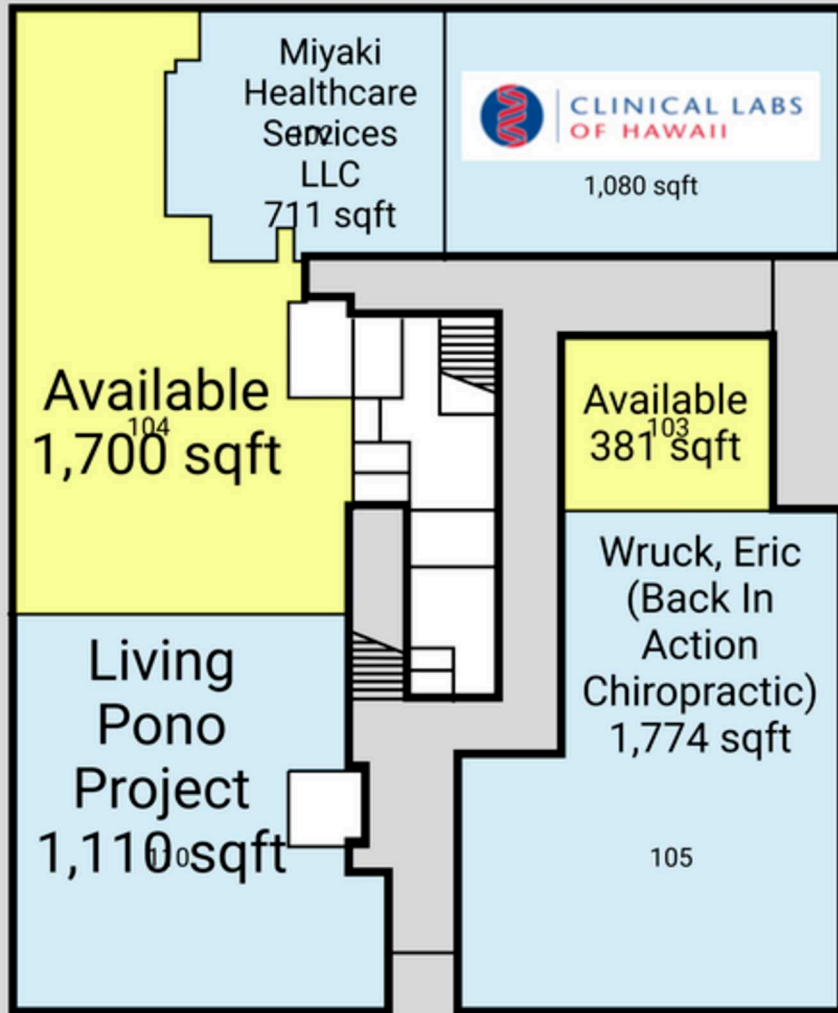 Miyaki
Healthcare
Services
102
LLC
711 sqft
CLINICAL LABS
OF HAWAII
1,080 sqft
Available
104
1,700 sqft
Available
103
381 sqft
Wruck, Eric
(Back In
Action
Chiropractic)
1,774 sqft
105
Living
Pono
Project
1,110 sqft
110